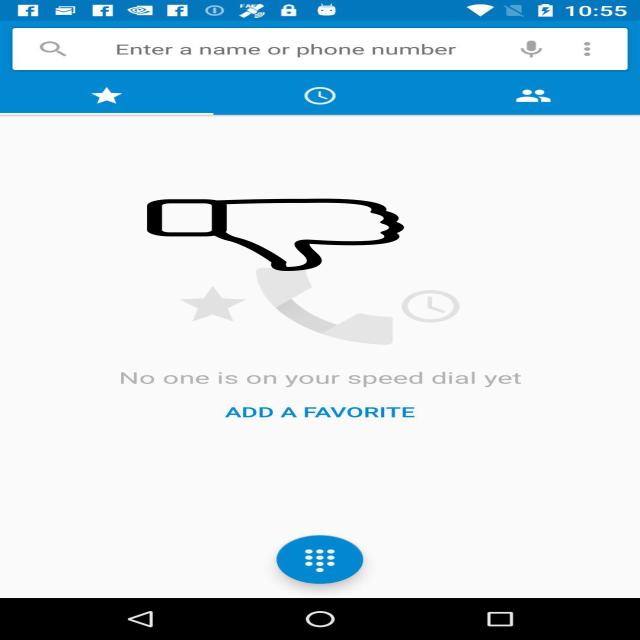 10:55
Enter a name or phone number
No one is on your speed dial yet
ADD A FAVORITE